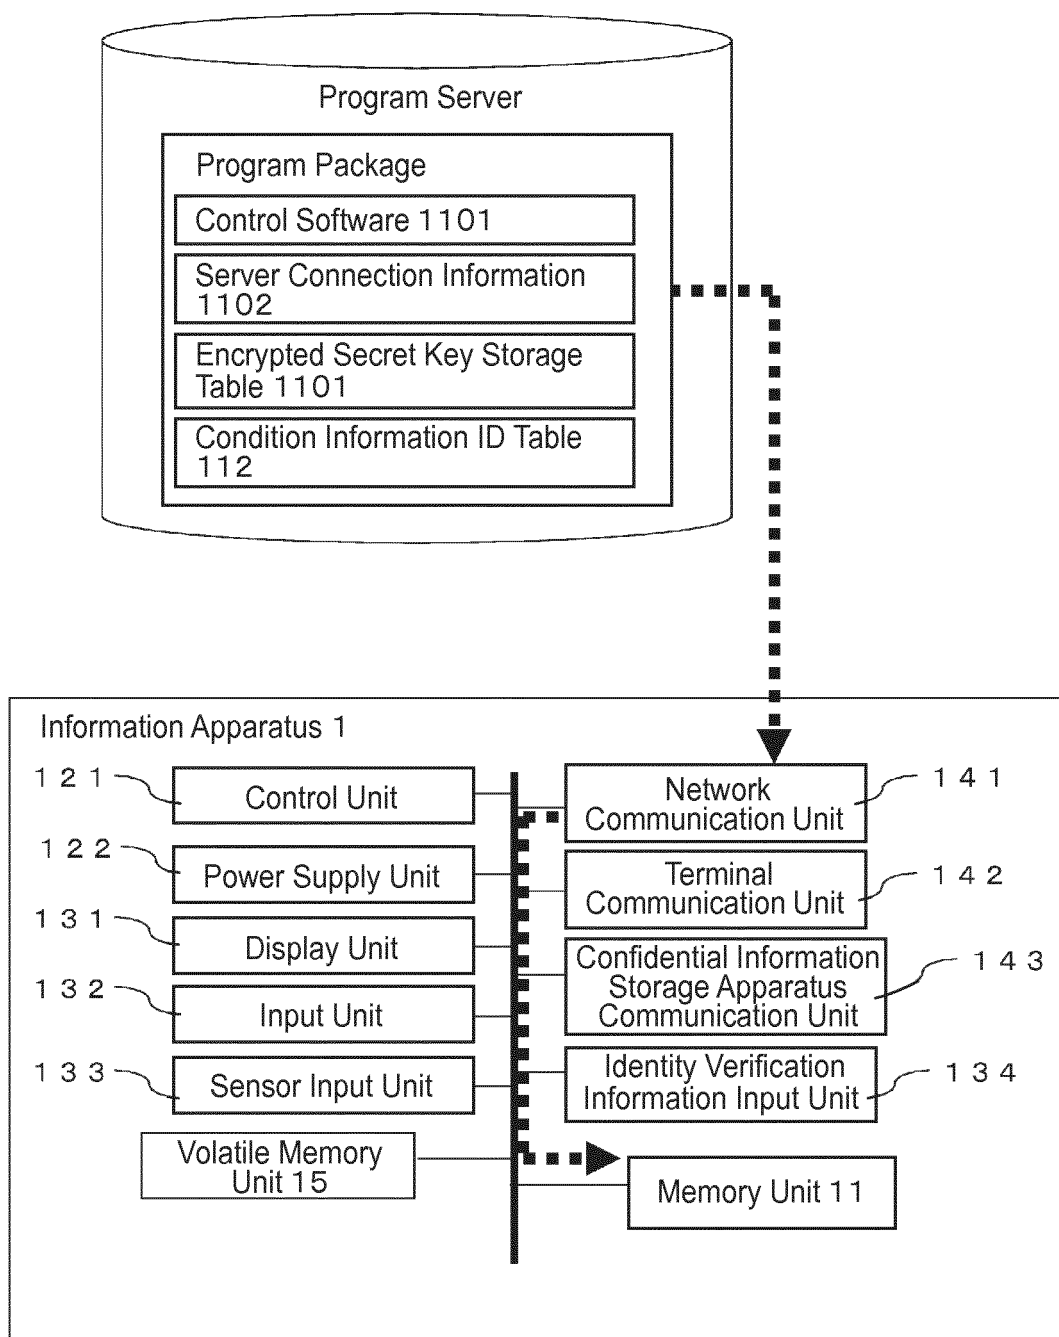 Program Server
Program Package
Control Software 1101
Server Connection Information
1102
Encrypted Secret Key Storage
Table 1101
Condition Information ID Table
112
Information Apparatus 1
121
Control Unit
122
Power Supply Unit
131
Display Unit
132
Input Unit
133
Sensor Input Unit
Volatile Memory
Unit 15
Network
Communication Unit
141
Terminal
Communication Unit
142
Confidential Information
Storage Apparatus
Communication Unit
143
Identity Verification
Information Input Unit
134
Memory Unit 11